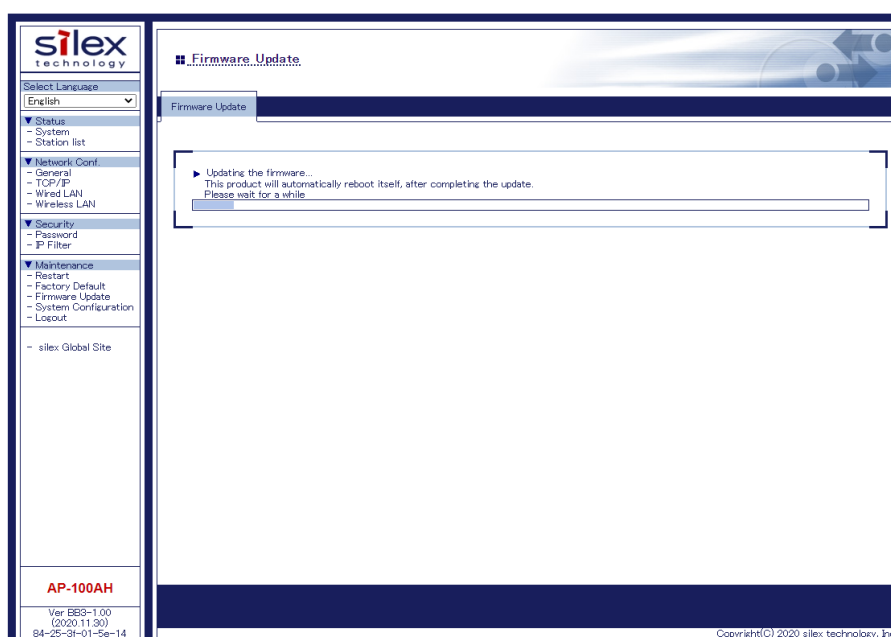 silex
technology
Select Language
English
▼ Status
- System
- Station list
▼ Network Conf.
- General
- TCP/IP
- Wired LAN
- Wireless LAN
▼ Security
- Password
- IP Filter
▼ Maintenance
- Restart
- Factory Default
- Firmware Update
- System Configuration
- Logout
- silex Global Site
AP-100AH
Ver BB3-1.00
(2020.11.30)
84-25-3f-01-5e-14
Firmware Update
Firmware Update
Updating the firmware...
This product will automatically reboot itself, after completing the update.
Please wait for a while
Copyright(C) 2020 silex technology,